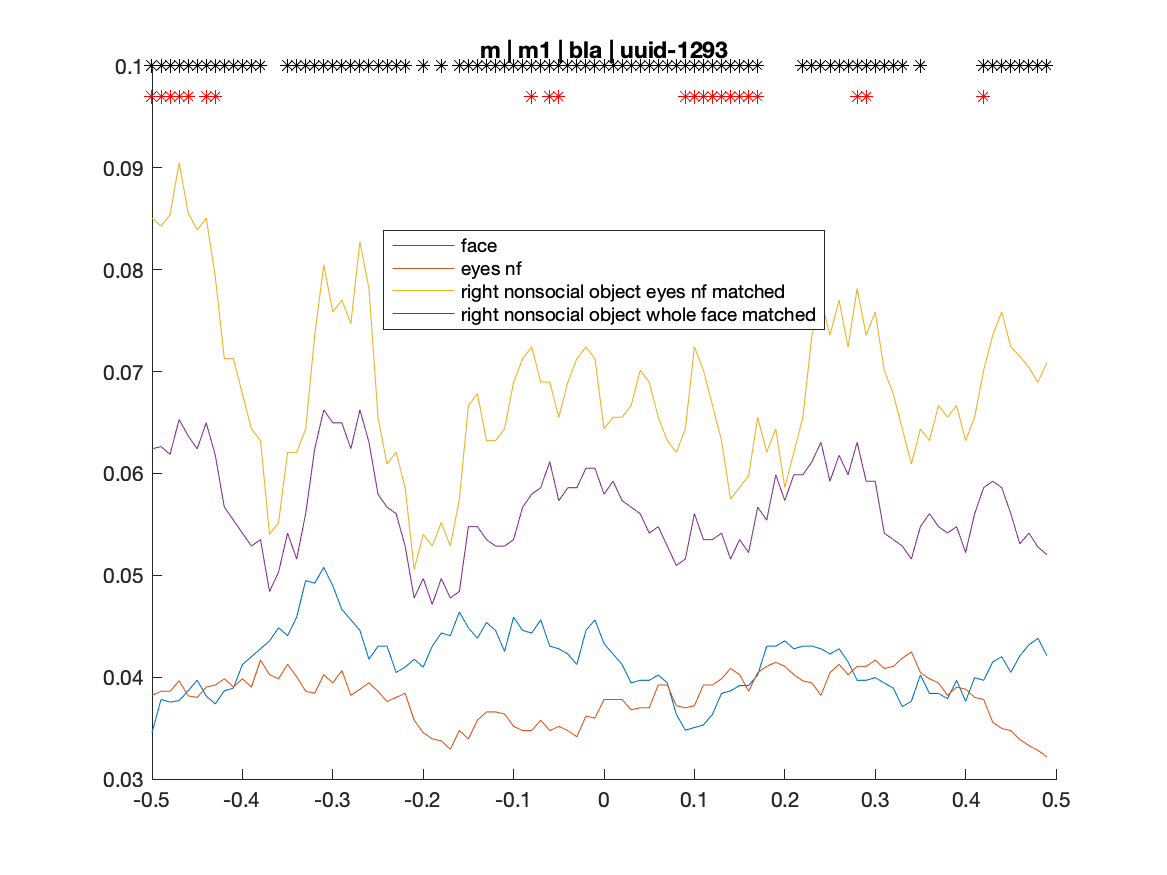 m | m1 | bla | uuid-1293
0.1
0.09
0.08
0.07
0.06
0.05
0.04
0.03
face
eyes nf
right nonsocial object eyes nf matched
right nonsocial object whole face matched
-0.5 -0.4 -0.3 -0.2 -0.1 0 0.1 0.2 0.3 0.4 0.5